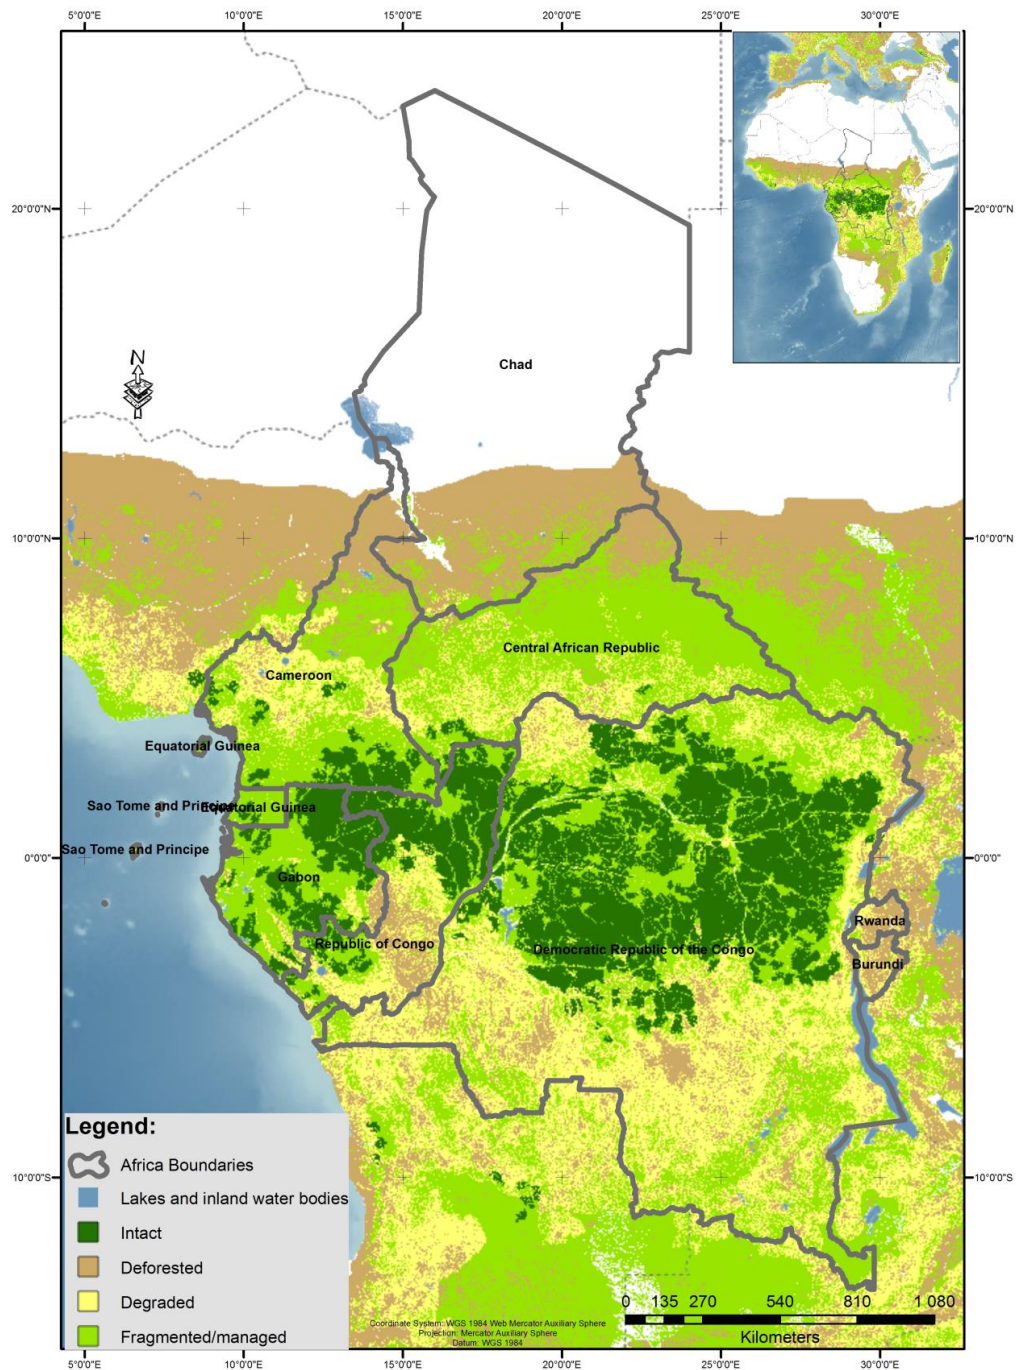 5°0'0"E 10°0'0"E 15°0'0"E 20°0'0"E 25°0'0"E 30°0'0"E
20°0'0"N 20°0'0"N
N
Chad
10°0'0"N 10°0'0"N
Central African Republic
Cameroon
Equatorial Guinea
Sao Tome and Principe
Equatorial Guinea
Sao Tome and Principe
0°0'0" 0°0'0"
Gabon
Rwanda
Republic of Congo
Democratic Republic of the Congo
Burundi
Legend:
Africa Boundaries
10°0'0"S 10°0'0"S
Lakes and inland water bodies
Intact
Deforested
Degraded
Fragmented/managed
0 135 270 540 810 1 080
Kilometers
Coordinate System: WGS 1984 Web Mercator Auxiliary Sphere
Projection: Mercator Auxiliary Sphere
Datum: WGS 1984
5°0'0"E 10°0'0"E 15°0'0"E 20°0'0"E 25°0'0"E 30°0'0"E